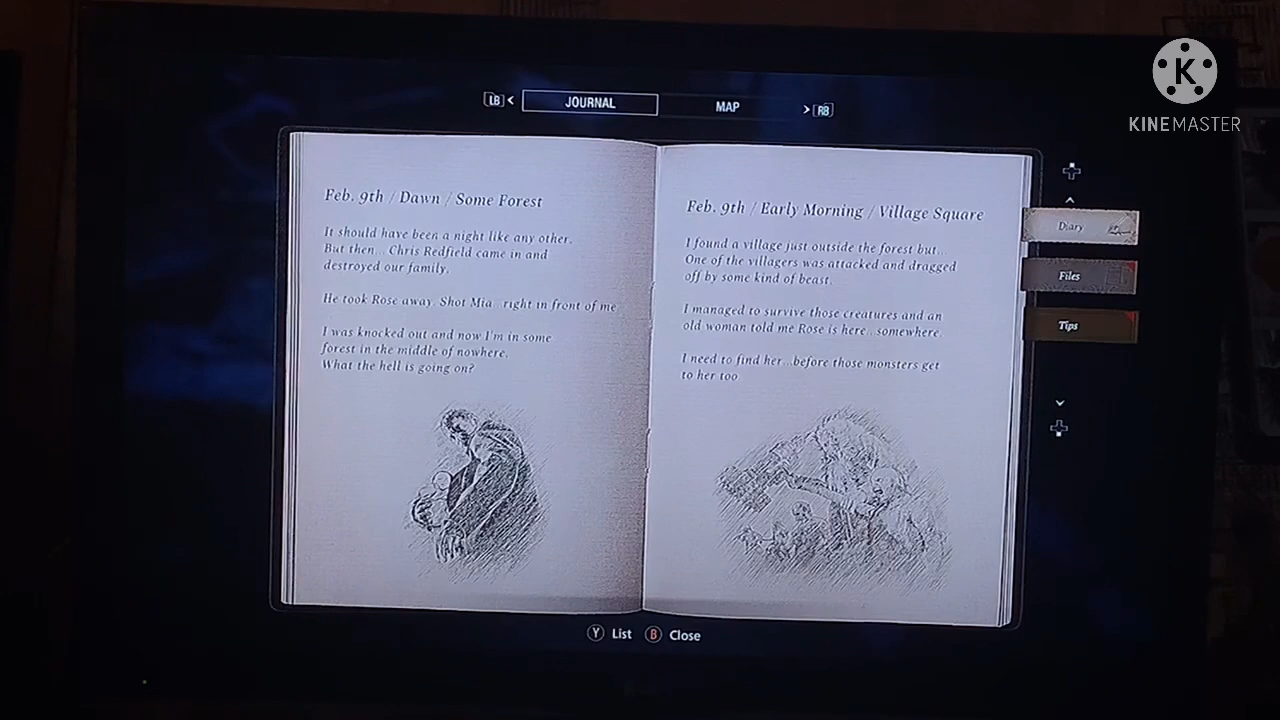 K
KINEMASTER
LB < JOURNAL MAP > RB
Feb. 9th / Dawn / Some Forest
It should have been a night like any other.
But then... Chris Redfield came in and
destroyed our family.
He took Rose away. Shot Mia...right in front of me
I was knocked out and now I'm in some
forest in the middle of nowhere.
What the hell is going on?
Feb. 9th / Early Morning / Village Square
I found a village just outside the forest but...
One of the villagers was attacked and dragged
off by some kind of beast.
I managed to survive those creatures and an
old woman told me Rose is here...somewhere.
I need to find her...before those monsters get
to her too
Diary
Files
Tips
Y List B Close